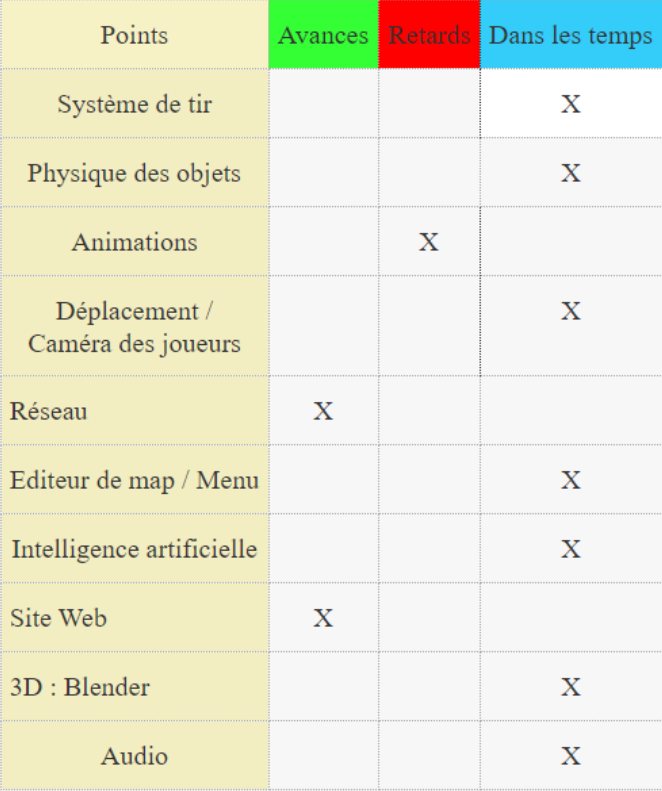 Points Avances Retards Dans les temps
Système de tir X
Physique des objets X
Animations X
Déplacement / X
Caméra des joueurs
Réseau X
Editeur de map / Menu X
Intelligence artificielle X
Site Web X
3D : Blender X
Audio X